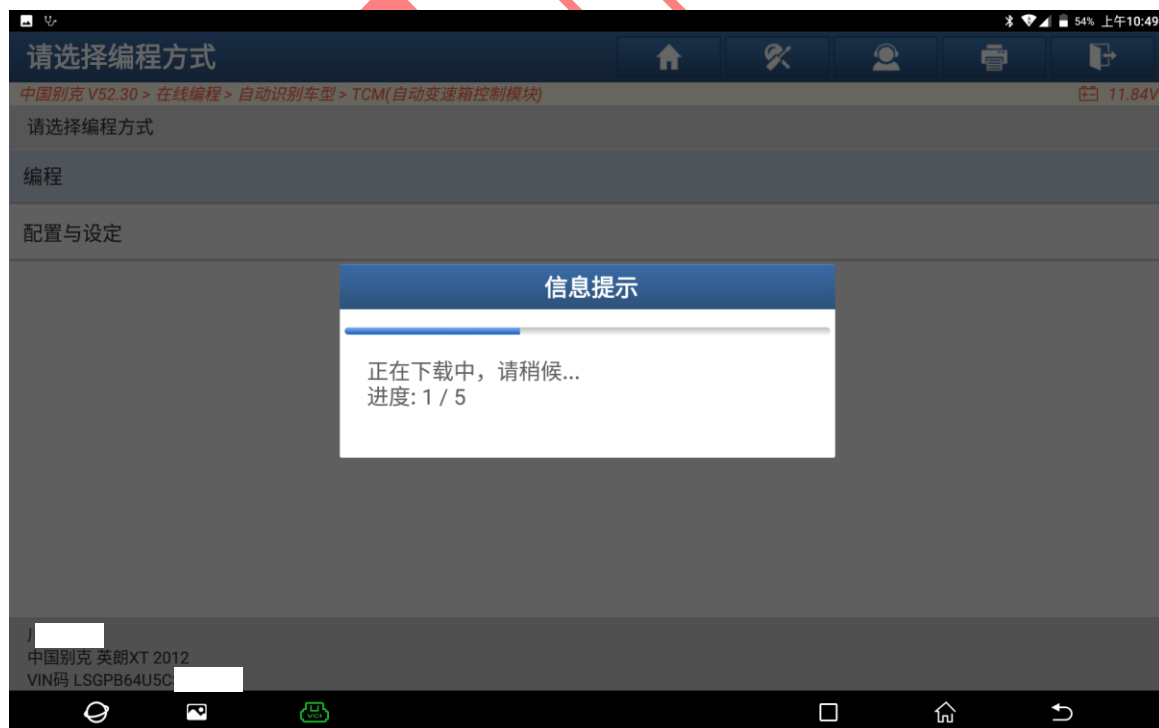 54% 上午10:49
请选择编程方式
中国别克 V52.30 > 在线编程 > 自动识别车型 > TCM(自动变速箱控制模块)
11.84V
请选择编程方式
编程
配置与设定
信息提示
正在下载中，请稍候...
进度: 1 / 5
中国别克 英朗XT 2012
VIN码 LSGPB64U5C
VCI